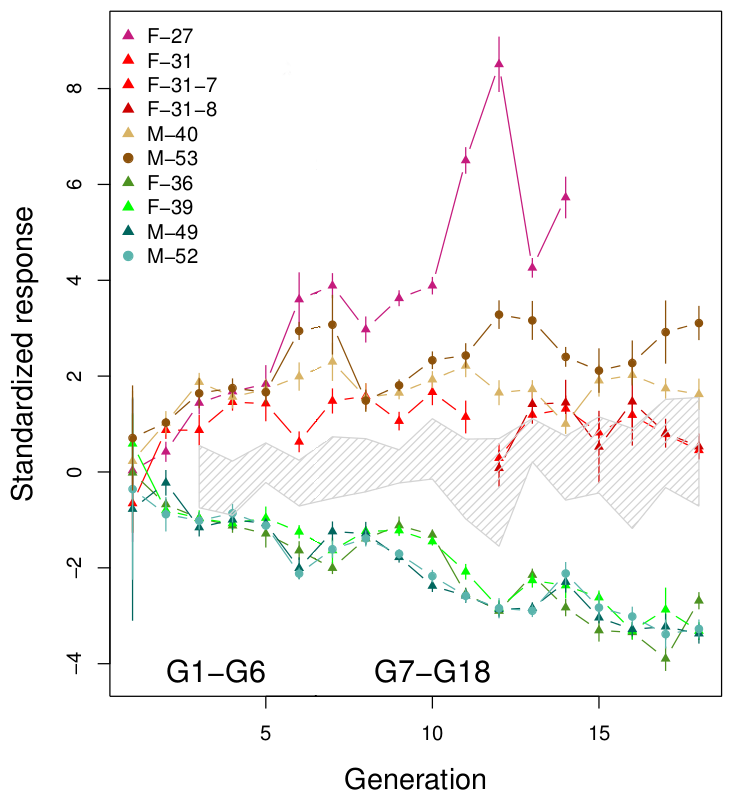 F−27
F−31
F−31−7
F−31−8
M−40
M−53
F−36
F−39
M−49
M−52
Standardized response
8
6
4
2
0
−2
−4
G1−G6 G7−G18
5 10 15
Generation